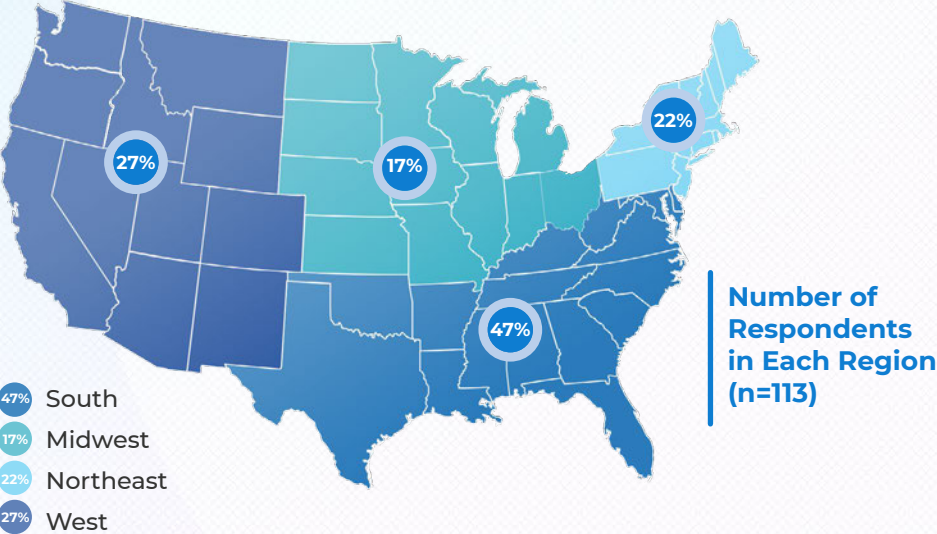 27%
17%
22%
47%
Number of
Respondents
in Each Region
(n=113)
47% South
17% Midwest
22% Northeast
27% West